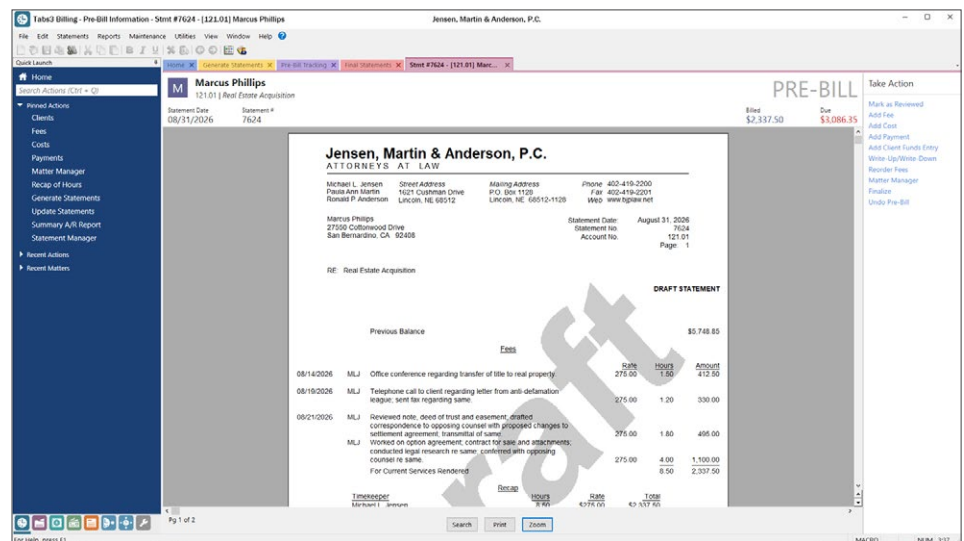 Tabs3 Billing - Pre-Bill Information - Stmt #7624 - [121.01] Marcus Phillips
Jensen, Martin & Anderson, P.C.
File Edit Statements Reports Maintenance Utilities View Window Help
Quick Launch
Home Generate Statements Pre-Bill Tracking Final Statements Stmt #7624 - [121.01] Marc...
Home
Search Actions (Ctrl + Q)
Pinned Actions
Clients
Fees
Costs
Payments
Matter Manager
Recap of Hours
Generate Statements
Update Statements
Summary A/R Report
Statement Manager
Recent Actions
Recent Matters
M
Marcus Phillips
121.01 | Real Estate Acquisition
PRE-BILL
Statement Date Statement # Billed Due
08/31/2026 7624 $2,337.50 $3,086.35
Take Action
Mark as Reviewed
Add Fee
Add Cost
Add Payment
Add Client Funds Entry
Write-Up/Write-Down
Reorder Fees
Matter Manager
Finalize
Undo Pre-Bill
Jensen, Martin & Anderson, P.C.
ATTORNEYS AT LAW
Michael L. Jensen Street Address Mailing Address Phone 402-419-2200
Paula Ann Martin 1621 Cushman Drive P.O. Box 1128 Fax 402-419-2201
Ronald P. Anderson Lincoln, NE 68512 Lincoln, NE 68512-1128 Web
Marcus Phillips Statement Date: August 31, 2026
27550 Cottonwood Drive Statement No. 7624
San Bernardino, CA 92408 Account No. 121.01
Page: 1
RE: Real Estate Acquisition
DRAFT STATEMENT
Previous Balance $5,748.85
Fees
Rate Hours Amount
08/14/2026 MLJ Office conference regarding transfer of title to real property. 275.00 1.50 412.50
08/19/2026 MLJ Telephone call to client regarding letter from anti-defamation
league; sent fax regarding same. 275.00 1.20 330.00
08/21/2026 MLJ Reviewed note, deed of trust and easement; drafted
correspondence to opposing counsel with proposed changes to
settlement agreement; transmittal of same. 275.00 1.80 495.00
MLJ Worked on option agreement; contract for sale and attachments;
conducted legal research re same; conferred with opposing
counsel re same. 275.00 4.00 1,100.00
For Current Services Rendered 8.50 2,337.50
Recap
Timekeeper Hours Rate Total
Michael L. Jensen 8.50 $275.00 $2,337.50
raft
Pg 1 of 2
Search Print Zoom
For Help, press F1
MACRO NUM 3:37